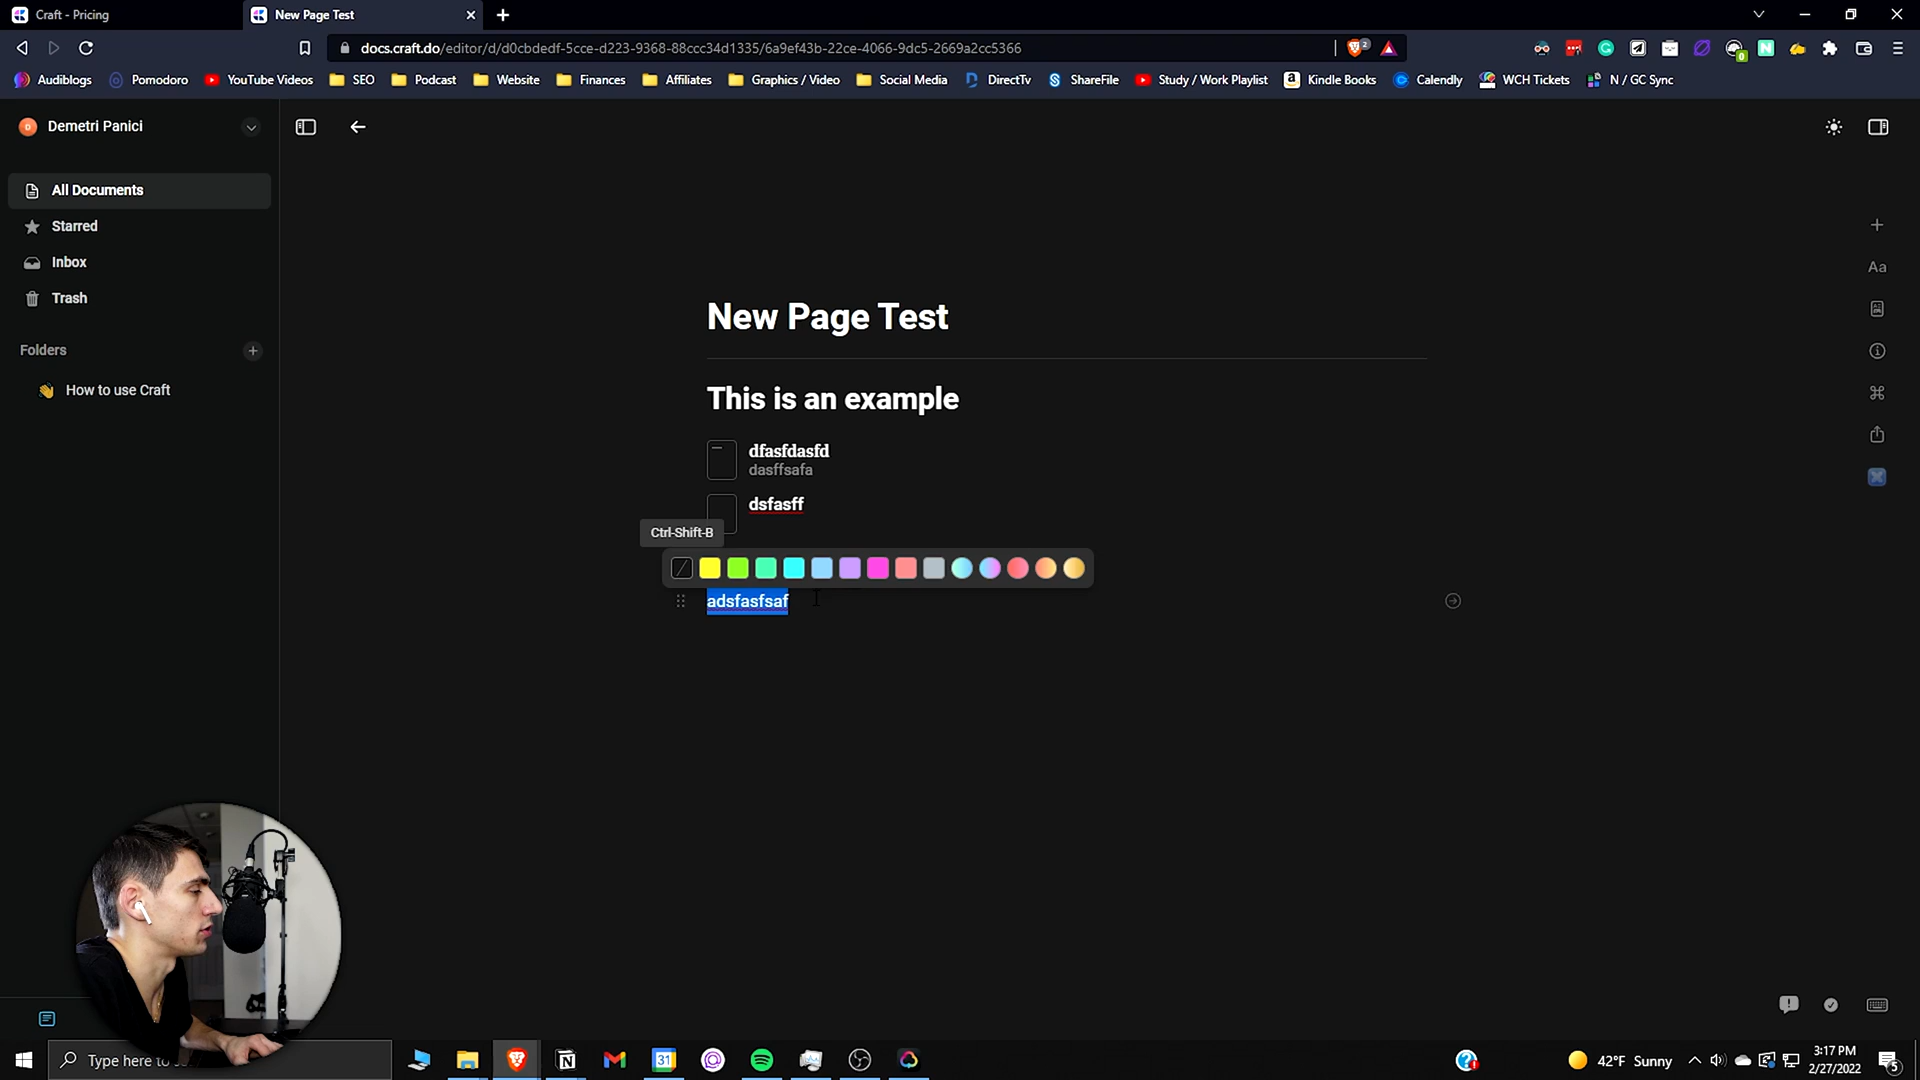 Craft - Pricing
New Page Test
docs.craft.do/editor/d/d0cbdedf-5cce-d223-9368-88ccc34d1335/6a9ef43b-22ce-4066-9dc5-2669a2cc5366
2
0
Audiblogs
Pomodoro
YouTube Videos
SEO
Podcast
Website
Finances
Affiliates
Graphics / Video
Social Media
DirectTv
ShareFile
Study / Work Playlist
Kindle Books
Calendly
WCH Tickets
N / GC Sync
Demetri Panici
All Documents
Starred
Inbox
Trash
Folders
How to use Craft
Aa
New Page Test
This is an example
dfasfdasfd
dasffsafa
dsfasff
Ctrl-Shift-B
adsfasfsaf
Type here to
31
42°F Sunny
3:17 PM
2/27/2022
5